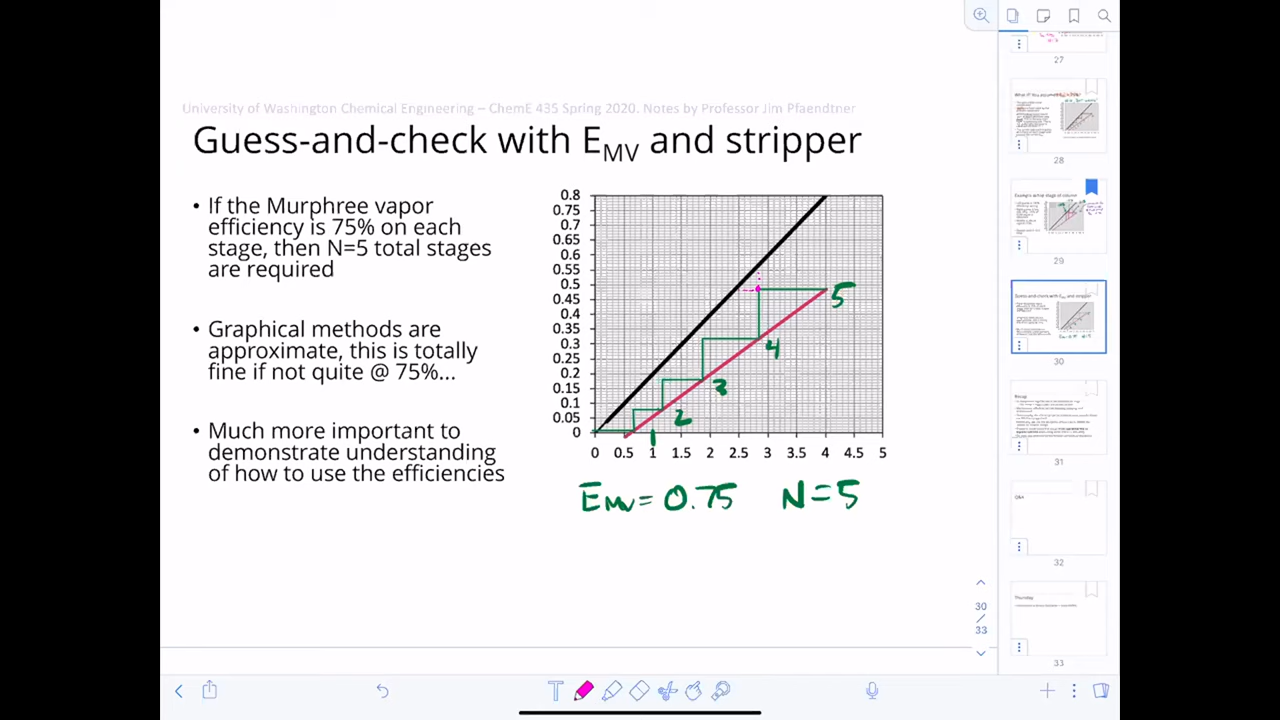 University of Washington Chemical Engineering – ChemE 435 Spring 2020. Notes by Professor Jim Pfaendtner
Guess-and-check with EMV and stripper
• If the Murphree vapor
efficiency is 75% on each
stage, then N=5 total stages
are required
• Graphical methods are
approximate, this is totally
fine if not quite @ 75%...
• Much more important to
demonstrate understanding
of how to use the efficiencies
0.8
0.75
0.7
0.65
0.6
0.55
0.5
0.45
0.4
0.35
0.3
0.25
0.2
0.15
0.1
0.05
0
0 0.5 1 1.5 2 2.5 3 3.5 4 4.5 5
1
2
3
4
5
EMV = 0.75 N = 5
27
28
29
30
31
32
33
Recap
Q&A
Thursday
30
/
33
T